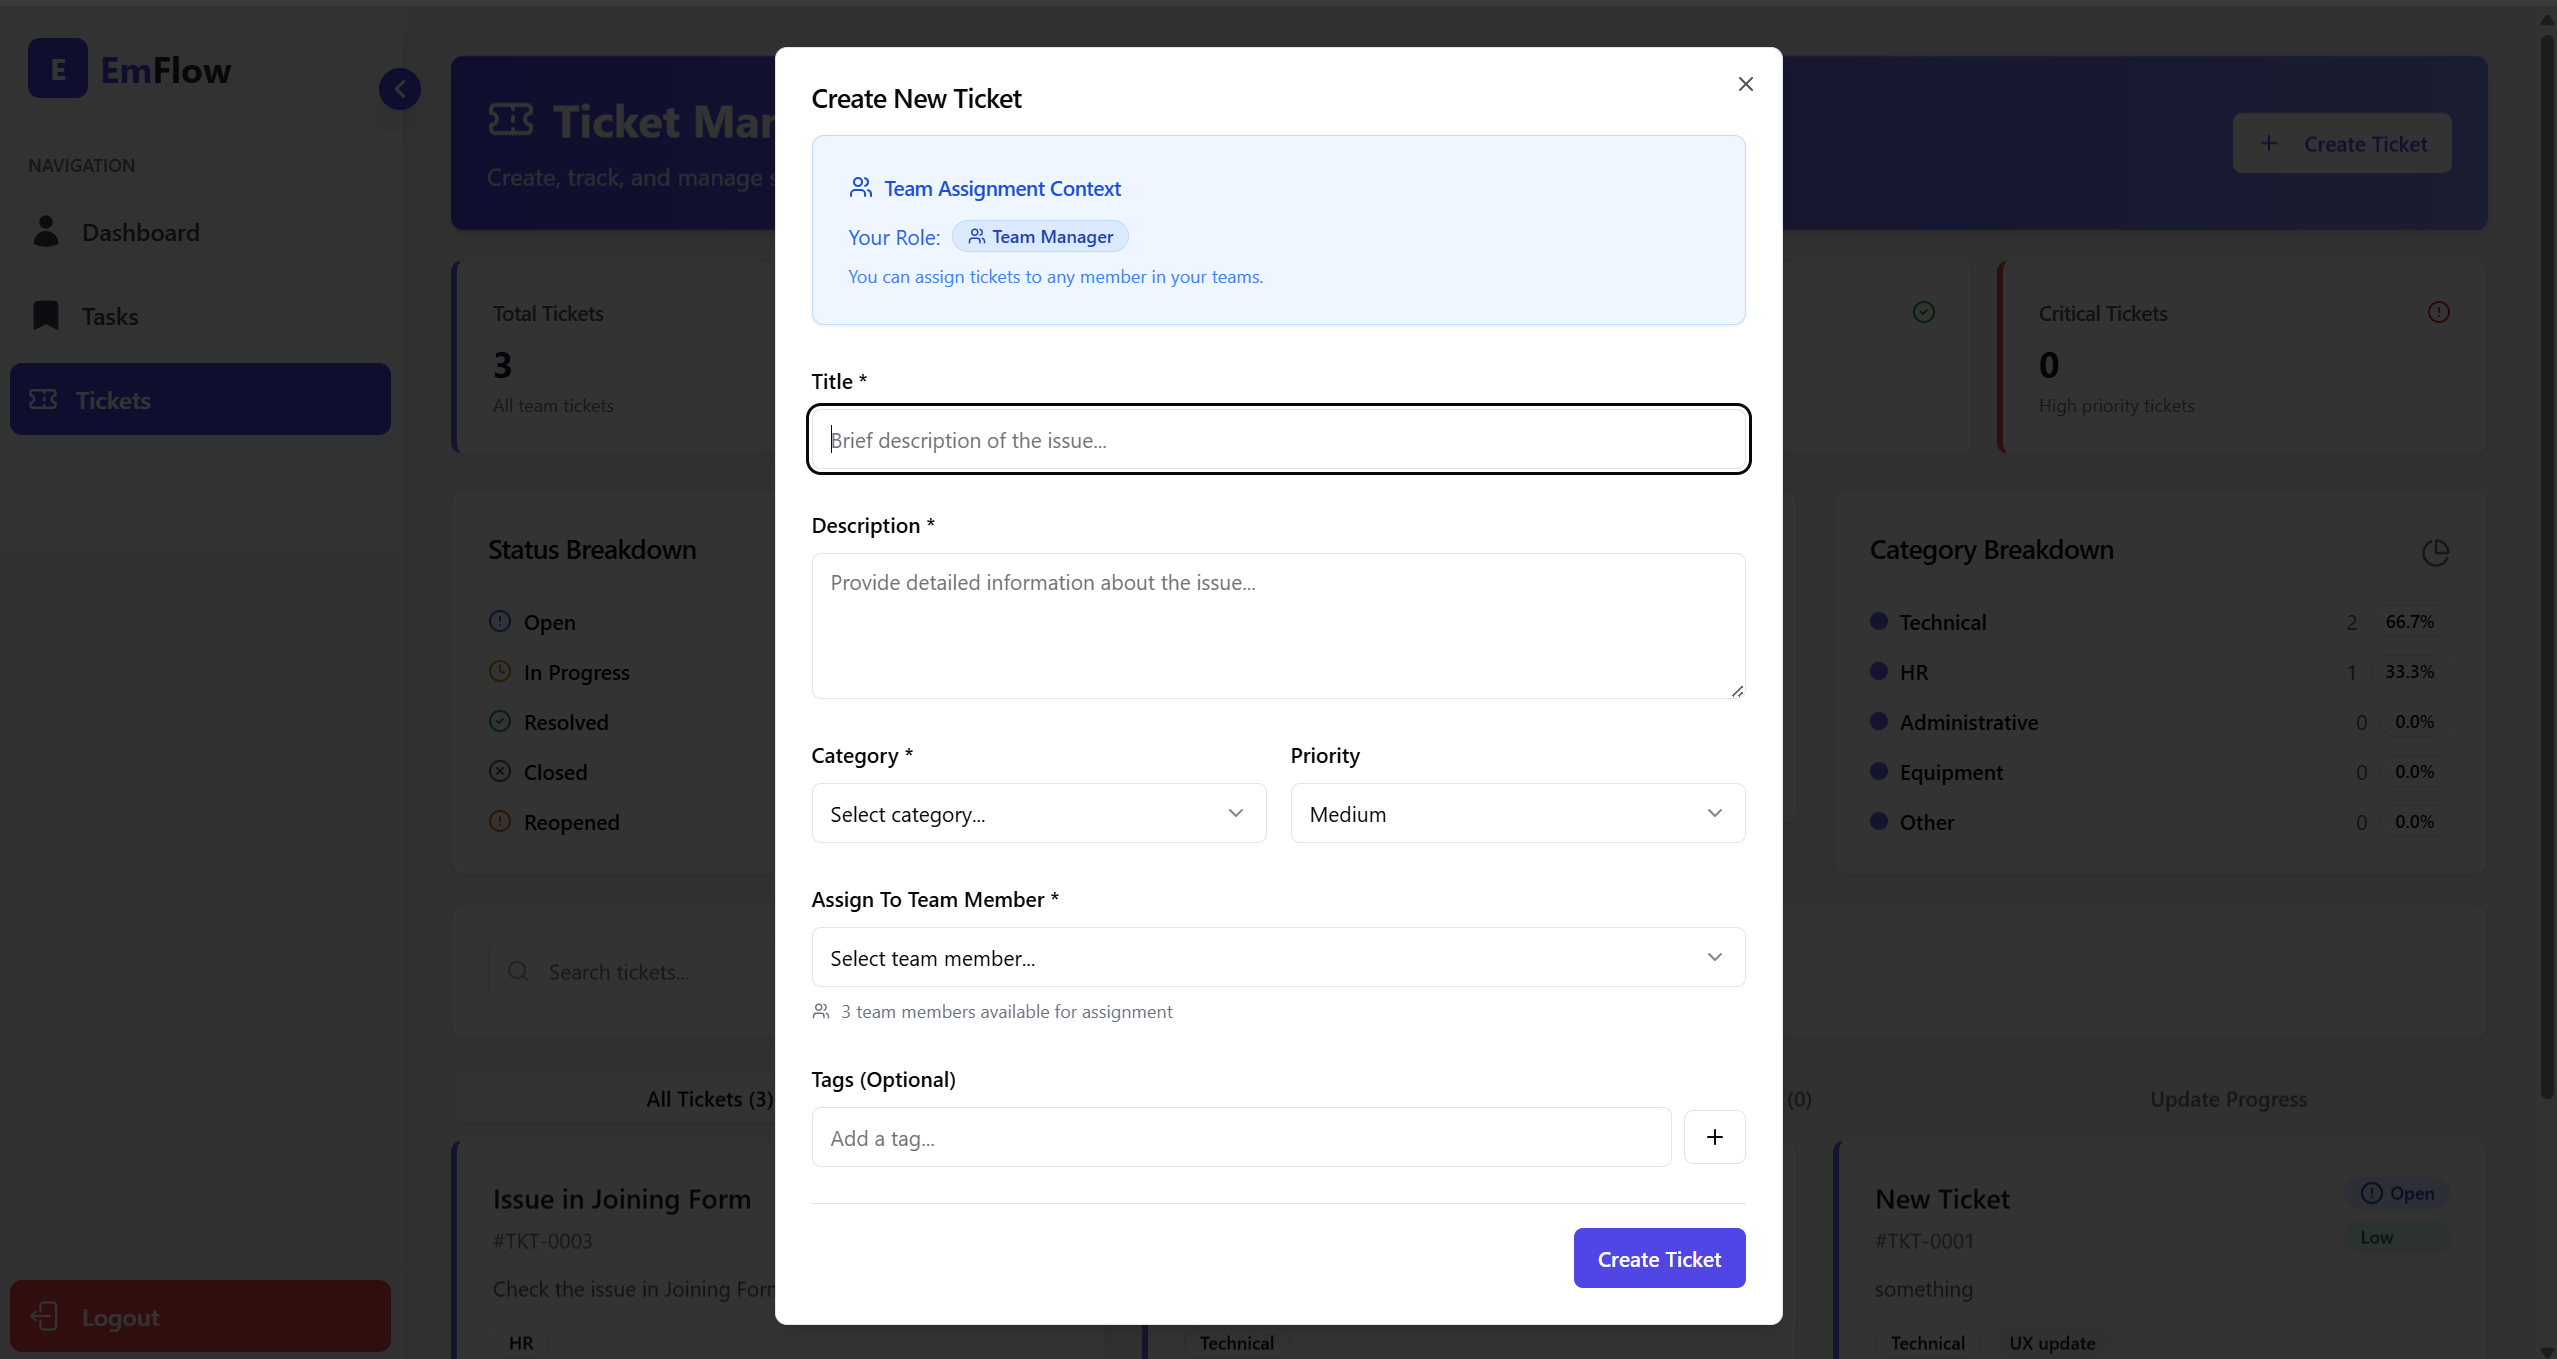 E EmFlow
NAVIGATION
Dashboard
Tasks
Tickets
Logout
Ticket Mar
Create, track, and manage s
Create Ticket
Total Tickets
3
All team tickets
Critical Tickets
0
High priority tickets
Status Breakdown
Open
In Progress
Resolved
Closed
Reopened
Category Breakdown
Technical 2 66.7%
HR 1 33.3%
Administrative 0 0.0%
Equipment 0 0.0%
Other 0 0.0%
Search tickets...
All Tickets (3)
(0)
Update Progress
Issue in Joining Form
#TKT-0003
Check the issue in Joining For
HR
Technical
New Ticket
Open
#TKT-0001
Low
something
Technical UX update
Create New Ticket
Team Assignment Context
Your Role: Team Manager
You can assign tickets to any member in your teams.
Title *
Brief description of the issue...
Description *
Provide detailed information about the issue...
Category * Priority
Select category... Medium
Assign To Team Member *
Select team member...
3 team members available for assignment
Tags (Optional)
Add a tag...
Create Ticket